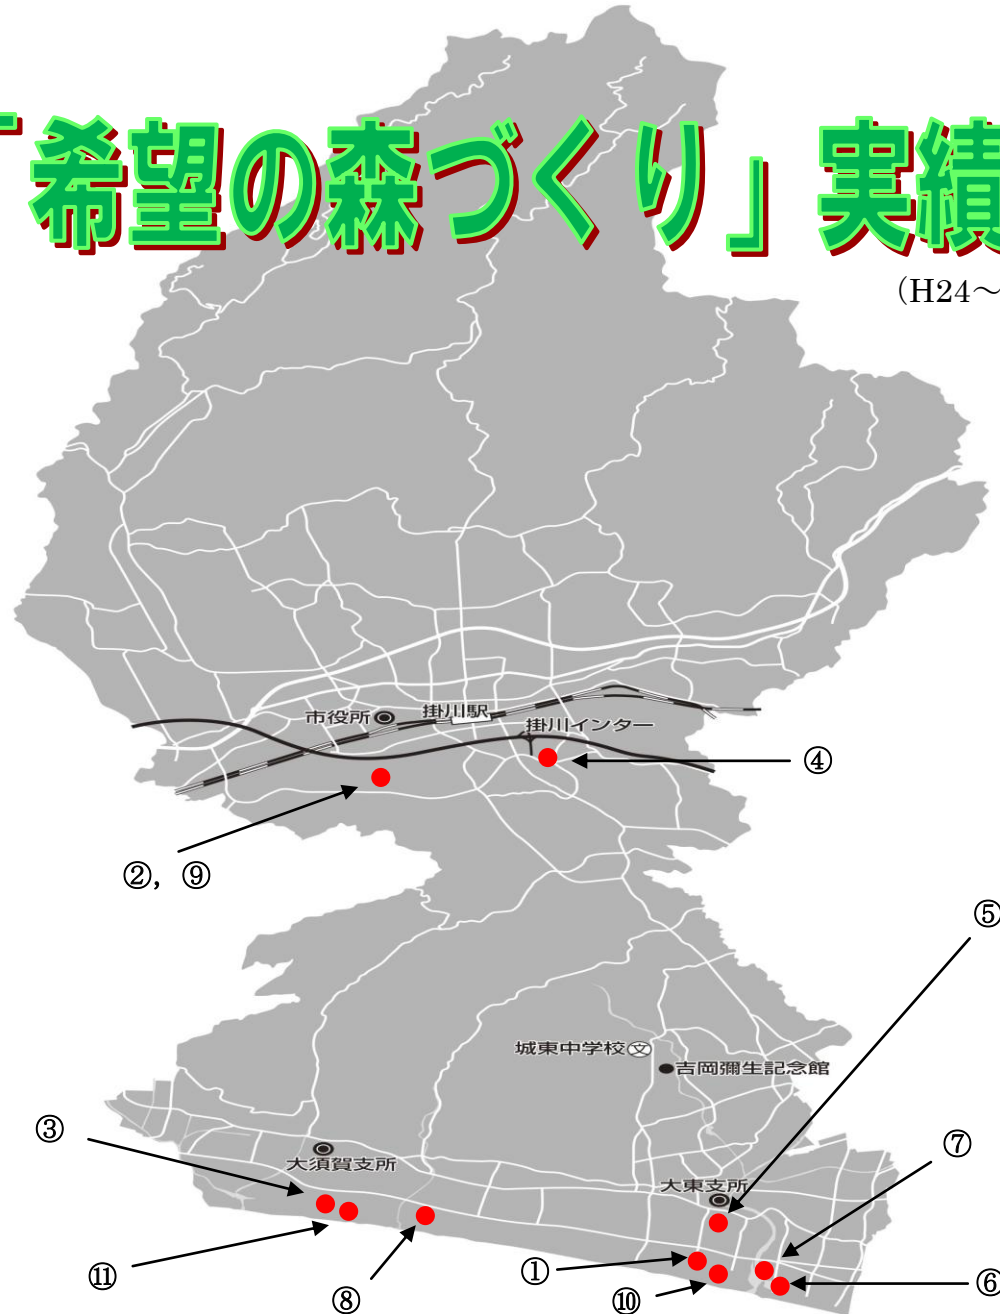 「希望の森づくり」実績
（H24～
市役所
掛川駅
掛川インター
④
②，⑨
⑤
城東中学校
文
吉岡彌生記念館
③
⑦
大須賀支所
大東支所
⑪
⑧
①
⑩
⑥